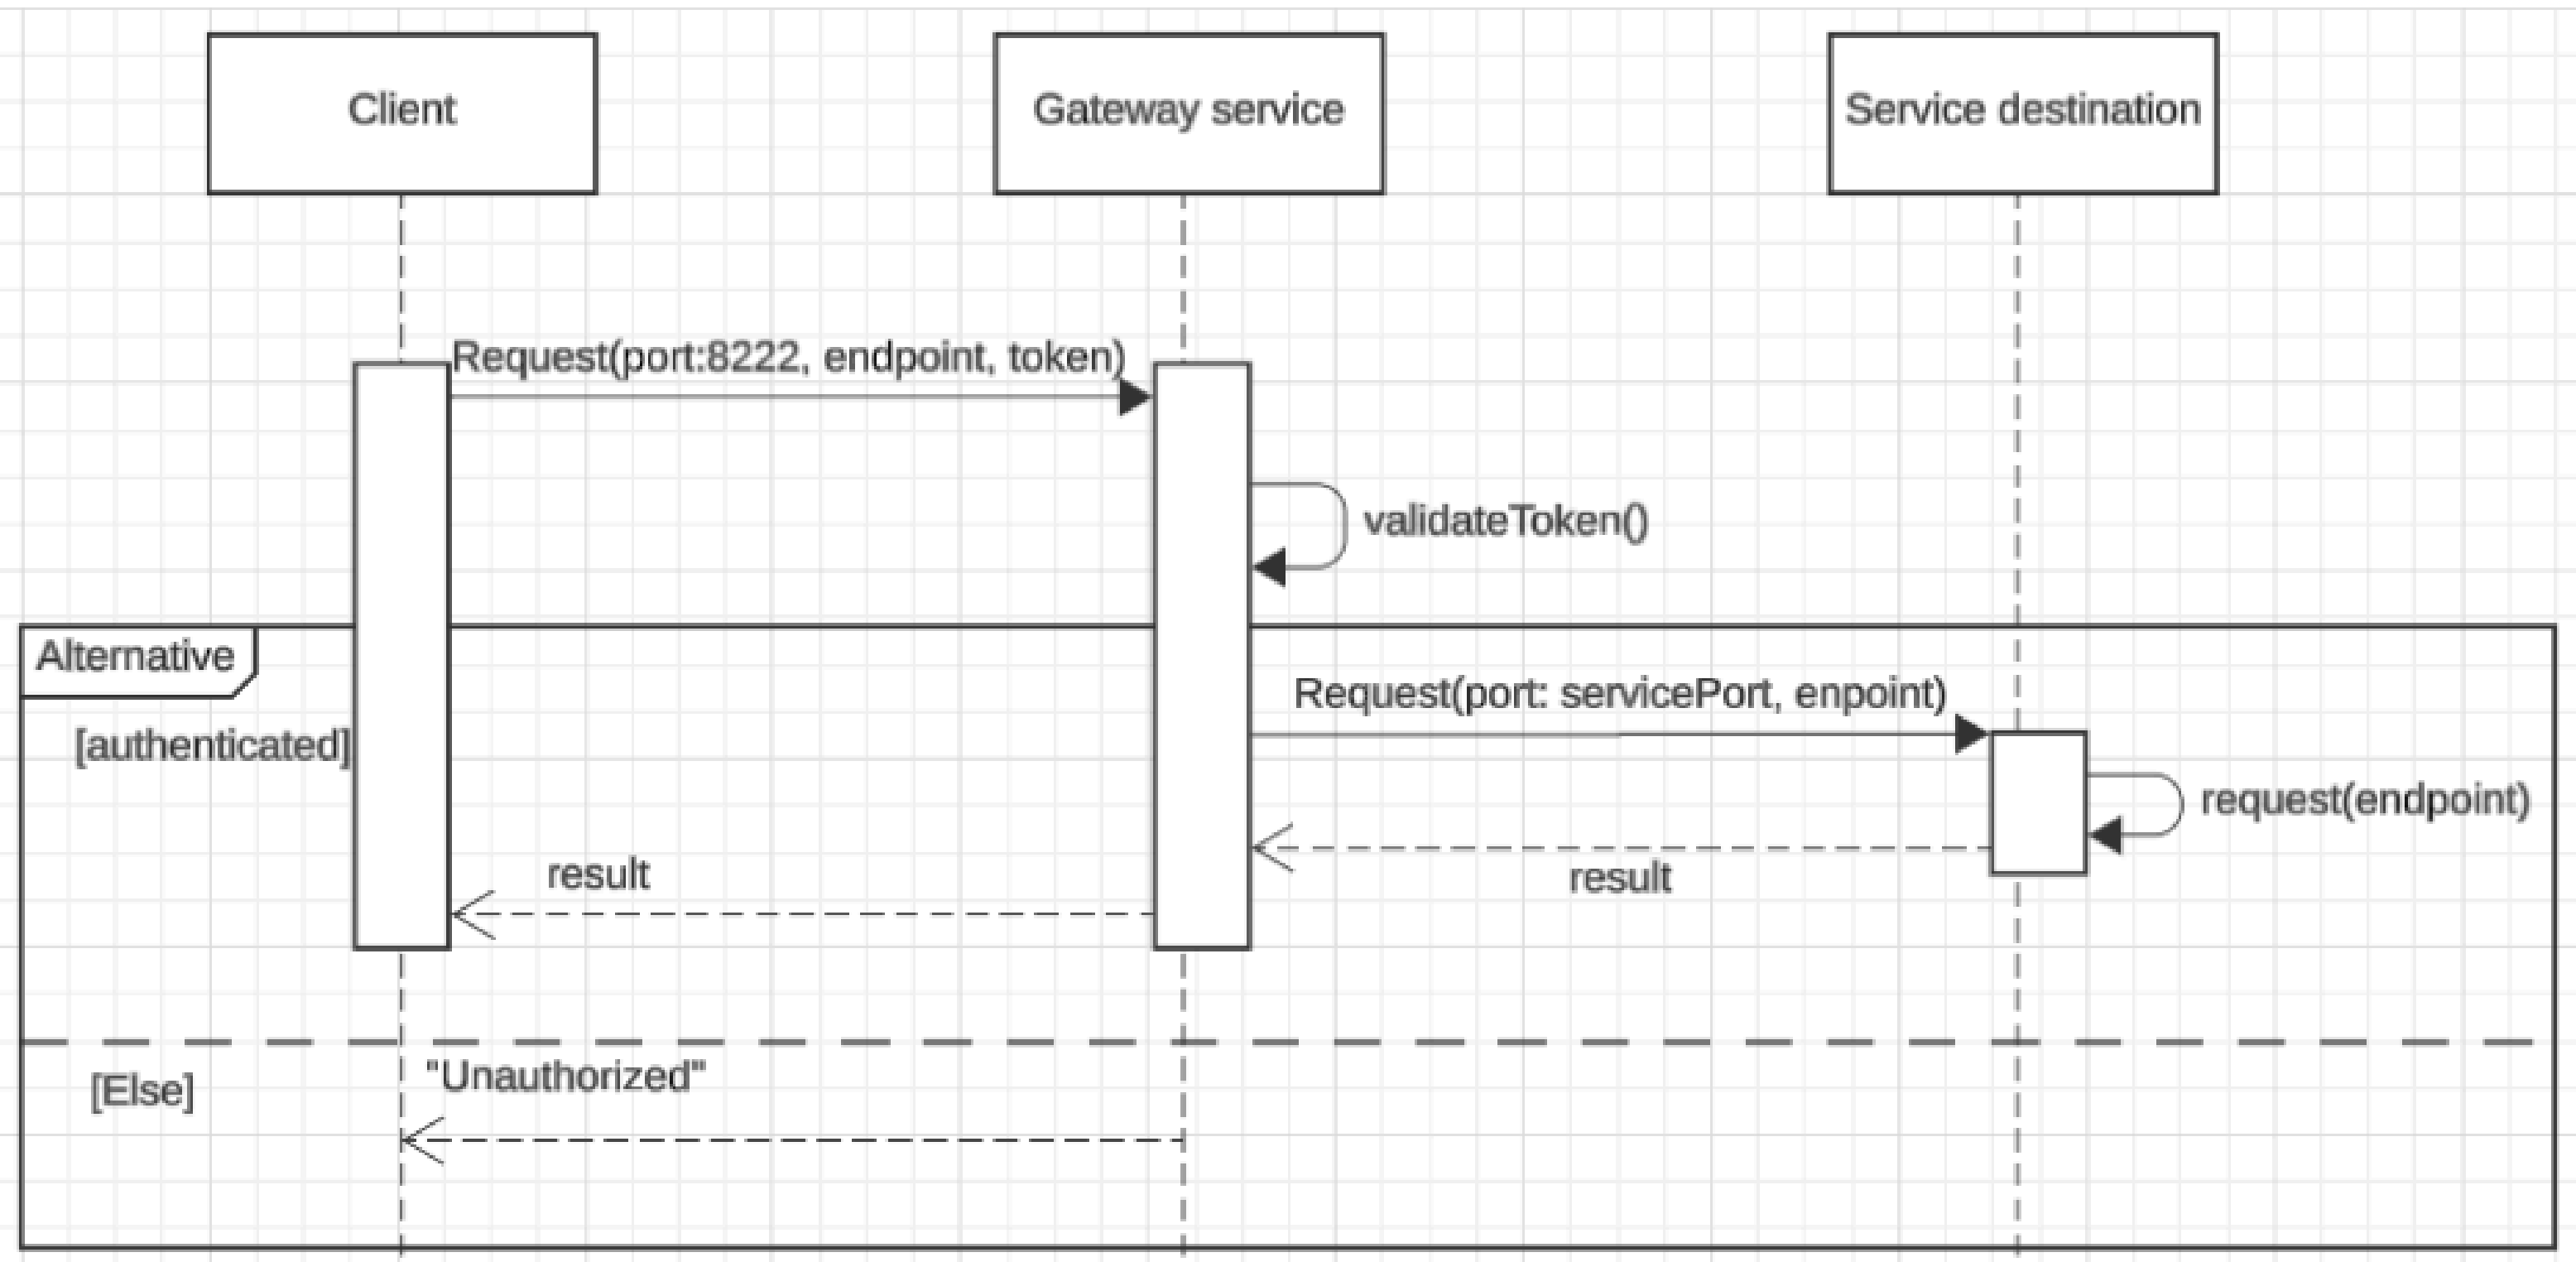 Client
Gateway service
Service destination
Request(port:8222, endpoint, token)
validateToken()
Alternative
Request(port: servicePort, enpoint)
[authenticated]
request(endpoint)
result
result
"Unauthorized"
[Else]